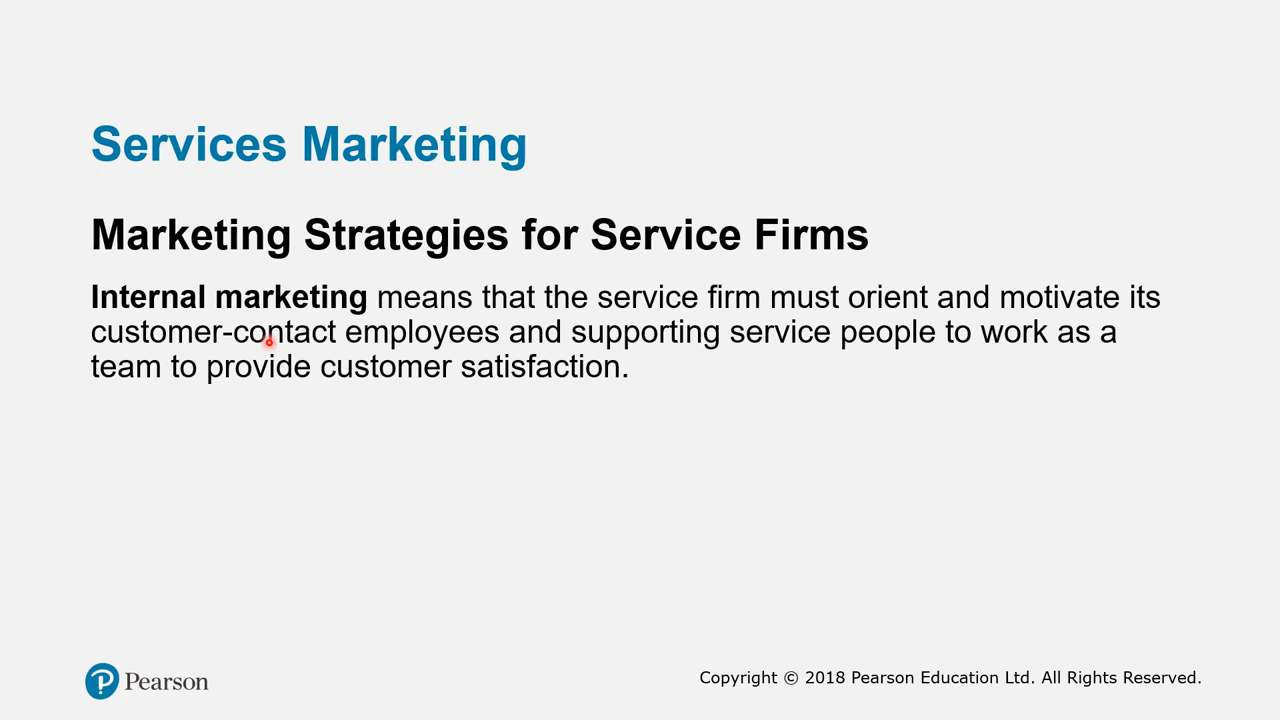 Services Marketing
Marketing Strategies for Service Firms
Internal marketing means that the service firm must orient and motivate its
customer-contact employees and supporting service people to work as a
team to provide customer satisfaction.
Pearson
Copyright © 2018 Pearson Education Ltd. All Rights Reserved.